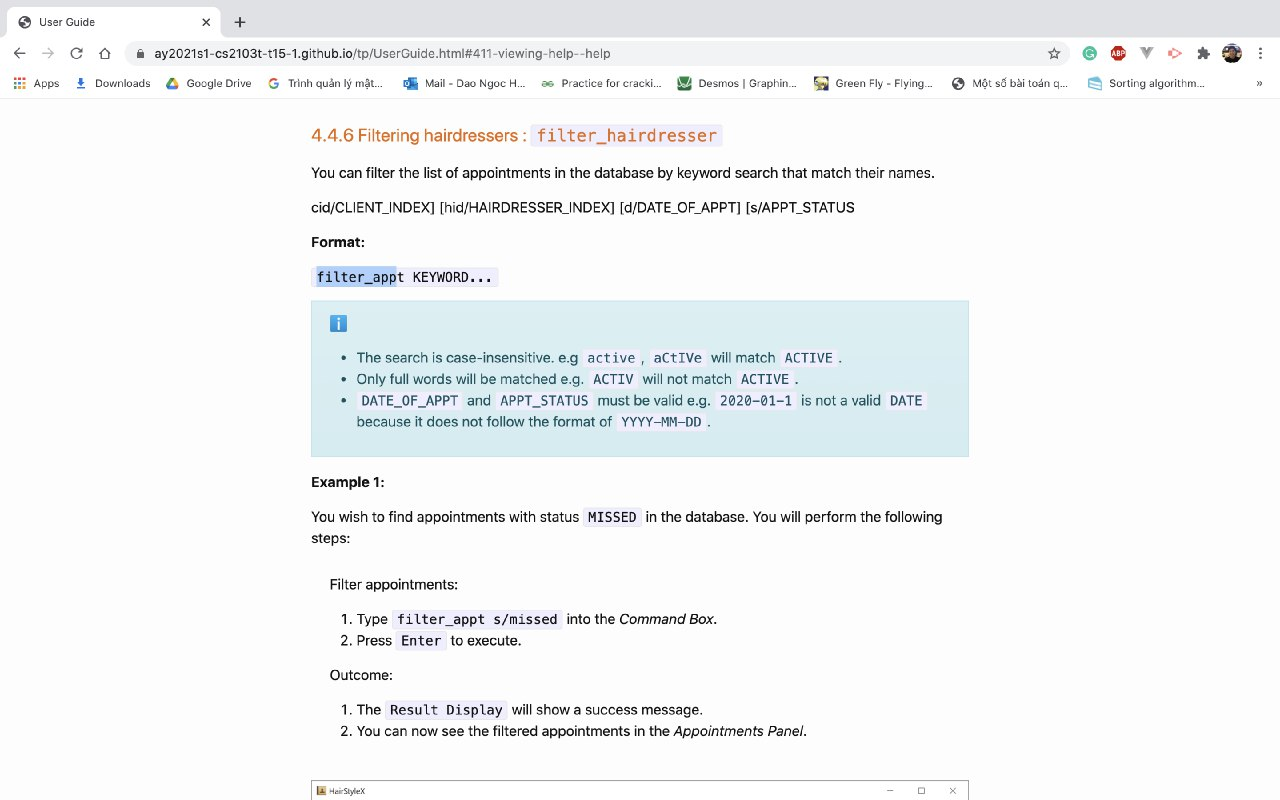 User Guide
ay2021s1-cs2103t-t15-1.github.io/tp/UserGuide.html#411-viewing-help--help
ABP
Apps Downloads Google Drive Trình quản lý mật... Mail - Dao Ngoc H... Practice for cracki... Desmos | Graphin... Green Fly - Flying... Một số bài toán q... Sorting algorithm... »
4.4.6 Filtering hairdressers : filter_hairdresser
You can filter the list of appointments in the database by keyword search that match their names.
cid/CLIENT_INDEX] [hid/HAIRDRESSER_INDEX] [d/DATE_OF_APPT] [s/APPT_STATUS
Format:
filter_appt KEYWORD...
• The search is case-insensitive. e.g active , aCtIVe will match ACTIVE .
• Only full words will be matched e.g. ACTIV will not match ACTIVE .
• DATE_OF_APPT and APPT_STATUS must be valid e.g. 2020-01-1 is not a valid DATE
because it does not follow the format of YYYY-MM-DD .
Example 1:
You wish to find appointments with status MISSED in the database. You will perform the following
steps:
Filter appointments:
1. Type filter_appt s/missed into the Command Box.
2. Press Enter to execute.
Outcome:
1. The Result Display will show a success message.
2. You can now see the filtered appointments in the Appointments Panel.
HairStyleX